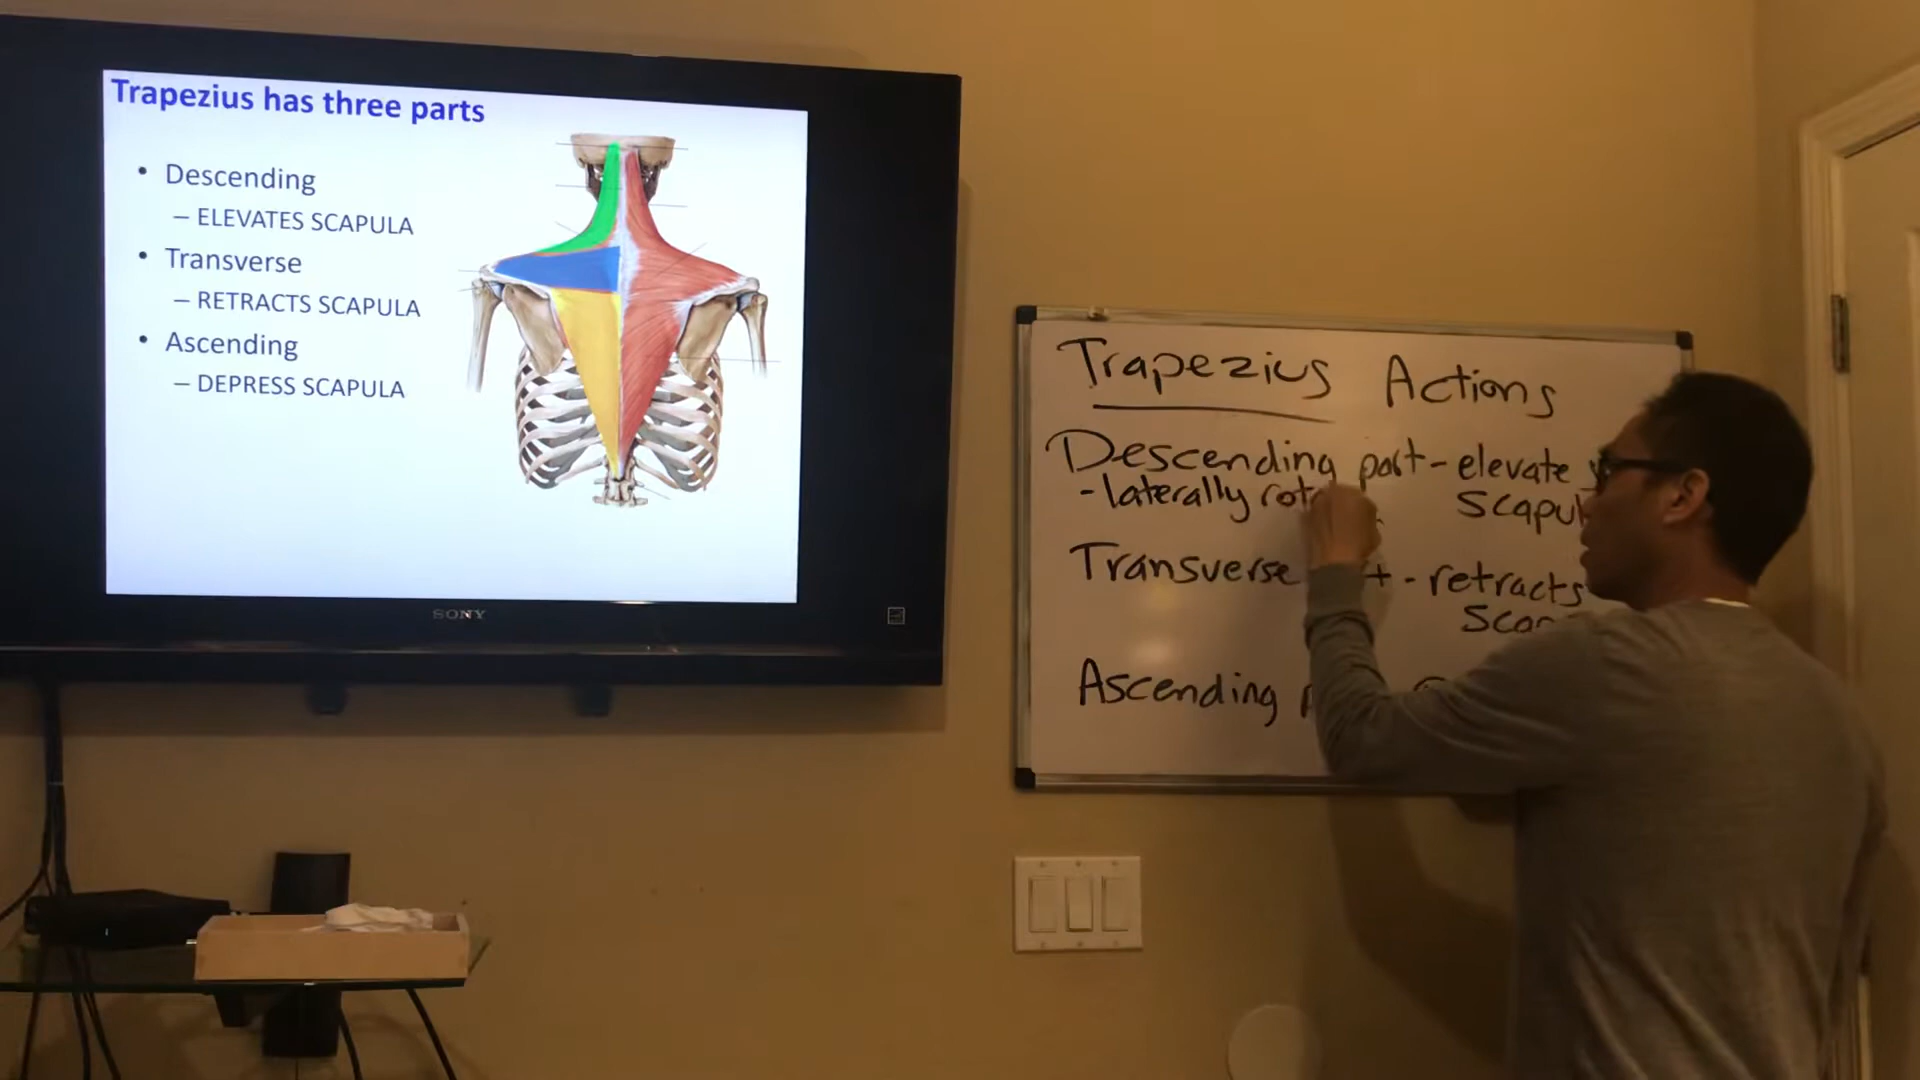 Trapezius has three parts
• Descending
– ELEVATES SCAPULA
• Transverse
– RETRACTS SCAPULA
• Ascending
– DEPRESS SCAPULA
SONY
Trapezius Actions
Descending part - elevate
- laterally rot
Scapul
Transverse - retracts
Ascending